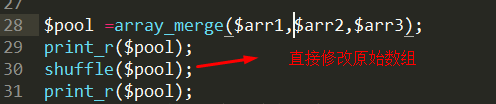 27
28 $pool =array_merge($arr1,$arr2,$arr3);
29 print_r($pool);
30 shuffle($pool); 直接修改原始数组
31 print_r($pool);